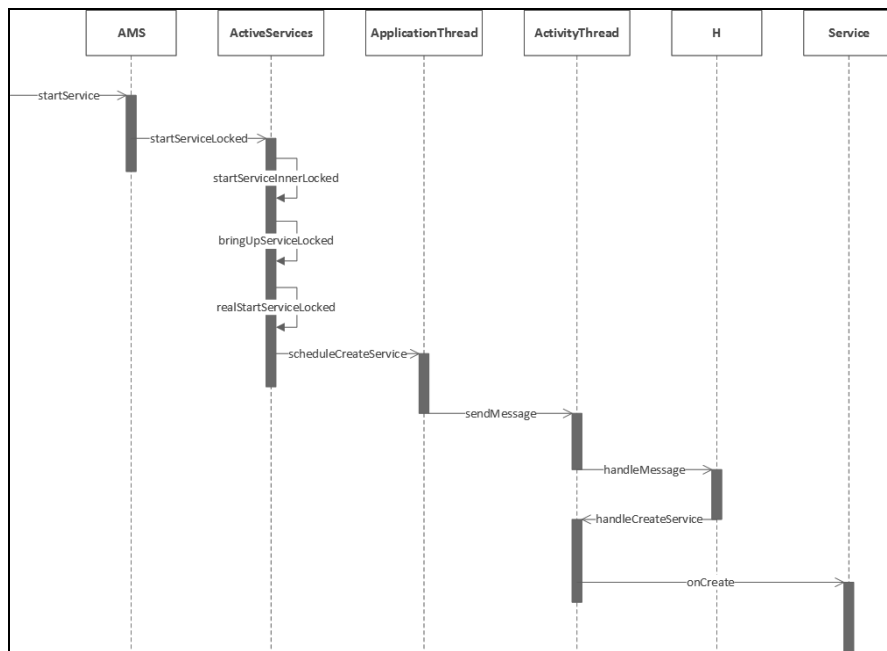 AMS
ActiveServices
ApplicationThread
ActivityThread
H
Service
startService
startServiceLocked
startServiceInnerLocked
bringUpServiceLocked
realStartServiceLocked
scheduleCreateService
sendMessage
handleMessage
handleCreateService
onCreate